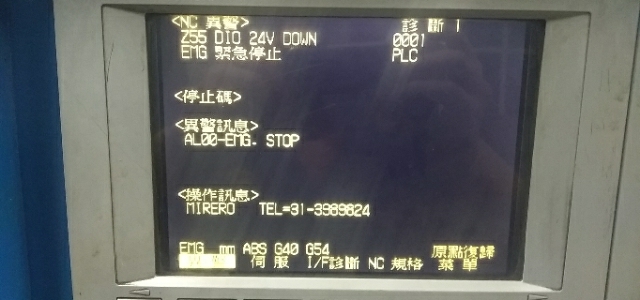 <NC 異警> 診斷 1
Z55 DIO 24V DOWN 0001
EMG 緊急停止 PLC
<停止碼>
<異警訊息>
AL00-EMG. STOP
<操作訊息>
MIRERO TEL=31-3989824
EMG mm ABS G40 G54 原點復歸
伺服 I/F診斷 NC 規格 菜單